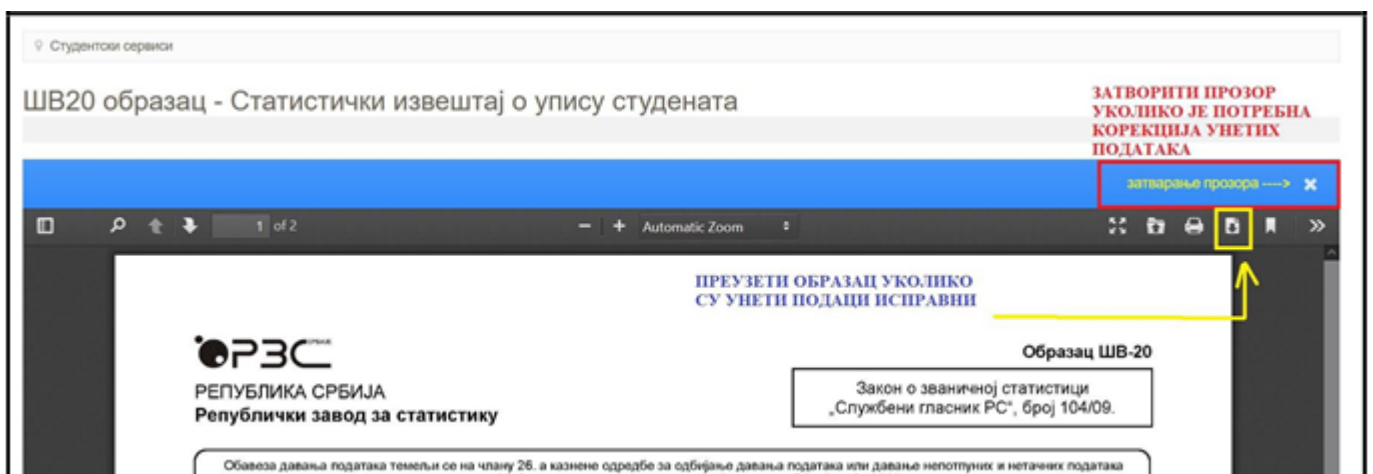 Студентски сервиси
ШВ20 образац - Статистички извештај о упису студената
ЗАТВОРИТИ ПРОЗОР
УКОЛИКО ЈЕ ПОТРЕБНА
КОРЕКЦИЈА УНЕТИХ
ПОДАТАКА
затварање прозора ---->
1 of 2
Automatic Zoom
ПРЕУЗЕТИ ОБРАЗАЦ УКОЛИКО
СУ УНЕТИ ПОДАЦИ ИСПРАВНИ
РЗС
Образац ШВ-20
РЕПУБЛИКА СРБИЈА
Републички завод за статистику
Закон о званичној статистици
„Службени гласник РС“, број 104/09.
Обавеза давања података темељи се на члану 26. а казнене одредбе за одбијање давања података или давање непотпуних и нетачних података